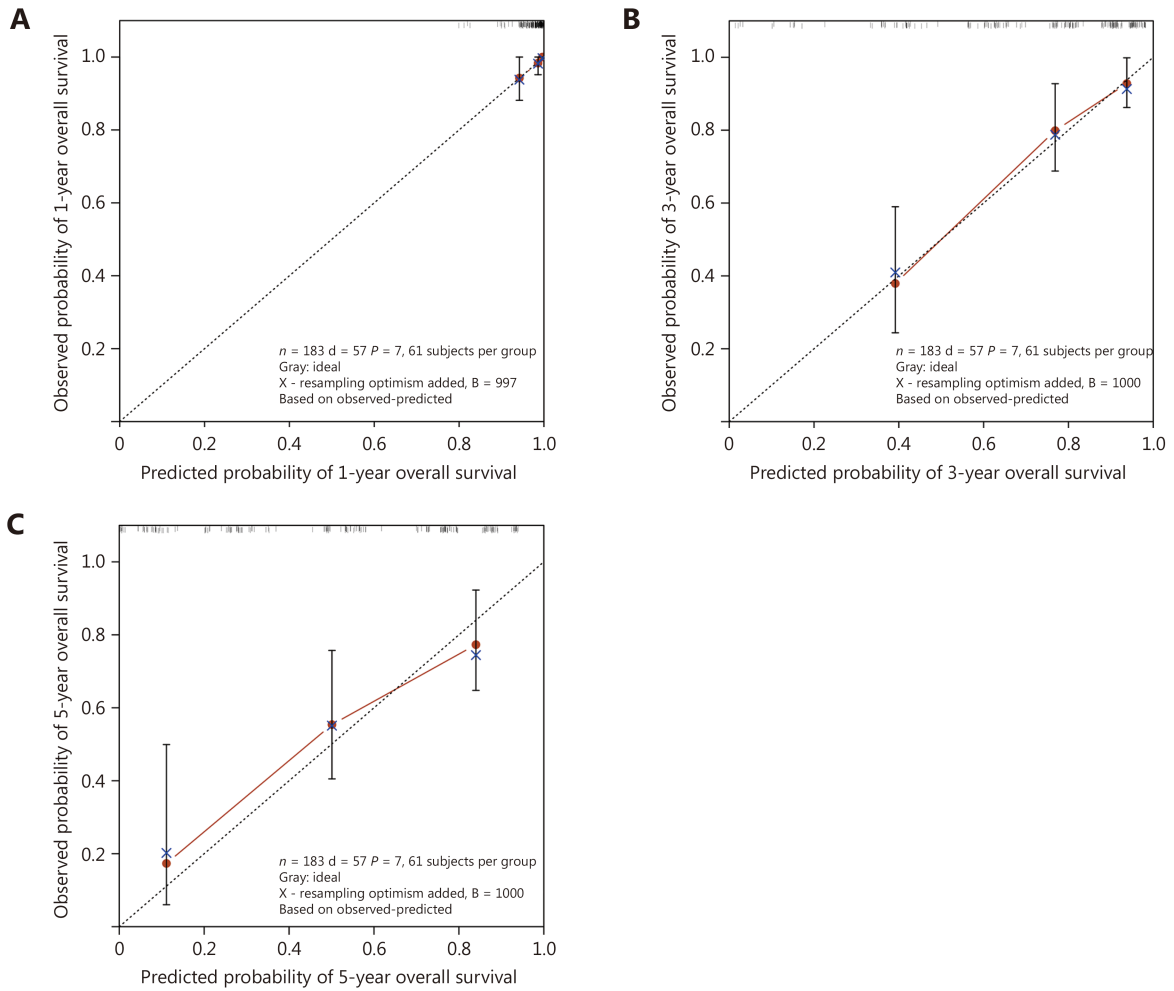 A
Observed probability of 1-year overall survival
1.0
0.8
0.6
0.4
0.2
n = 183 d = 57 P = 7, 61 subjects per group
Gray: ideal
X - resampling optimism added, B = 997
Based on observed-predicted
0 0.2 0.4 0.6 0.8 1.0
Predicted probability of 1-year overall survival
B
Observed probability of 3-year overall survival
1.0
0.8
0.6
0.4
0.2
n = 183 d = 57 P = 7, 61 subjects per group
Gray: ideal
X - resampling optimism added, B = 1000
Based on observed-predicted
0 0.2 0.4 0.6 0.8 1.0
Predicted probability of 3-year overall survival
C
Observed probability of 5-year overall survival
1.0
0.8
0.6
0.4
0.2
n = 183 d = 57 P = 7, 61 subjects per group
Gray: ideal
X - resampling optimism added, B = 1000
Based on observed-predicted
0 0.2 0.4 0.6 0.8 1.0
Predicted probability of 5-year overall survival